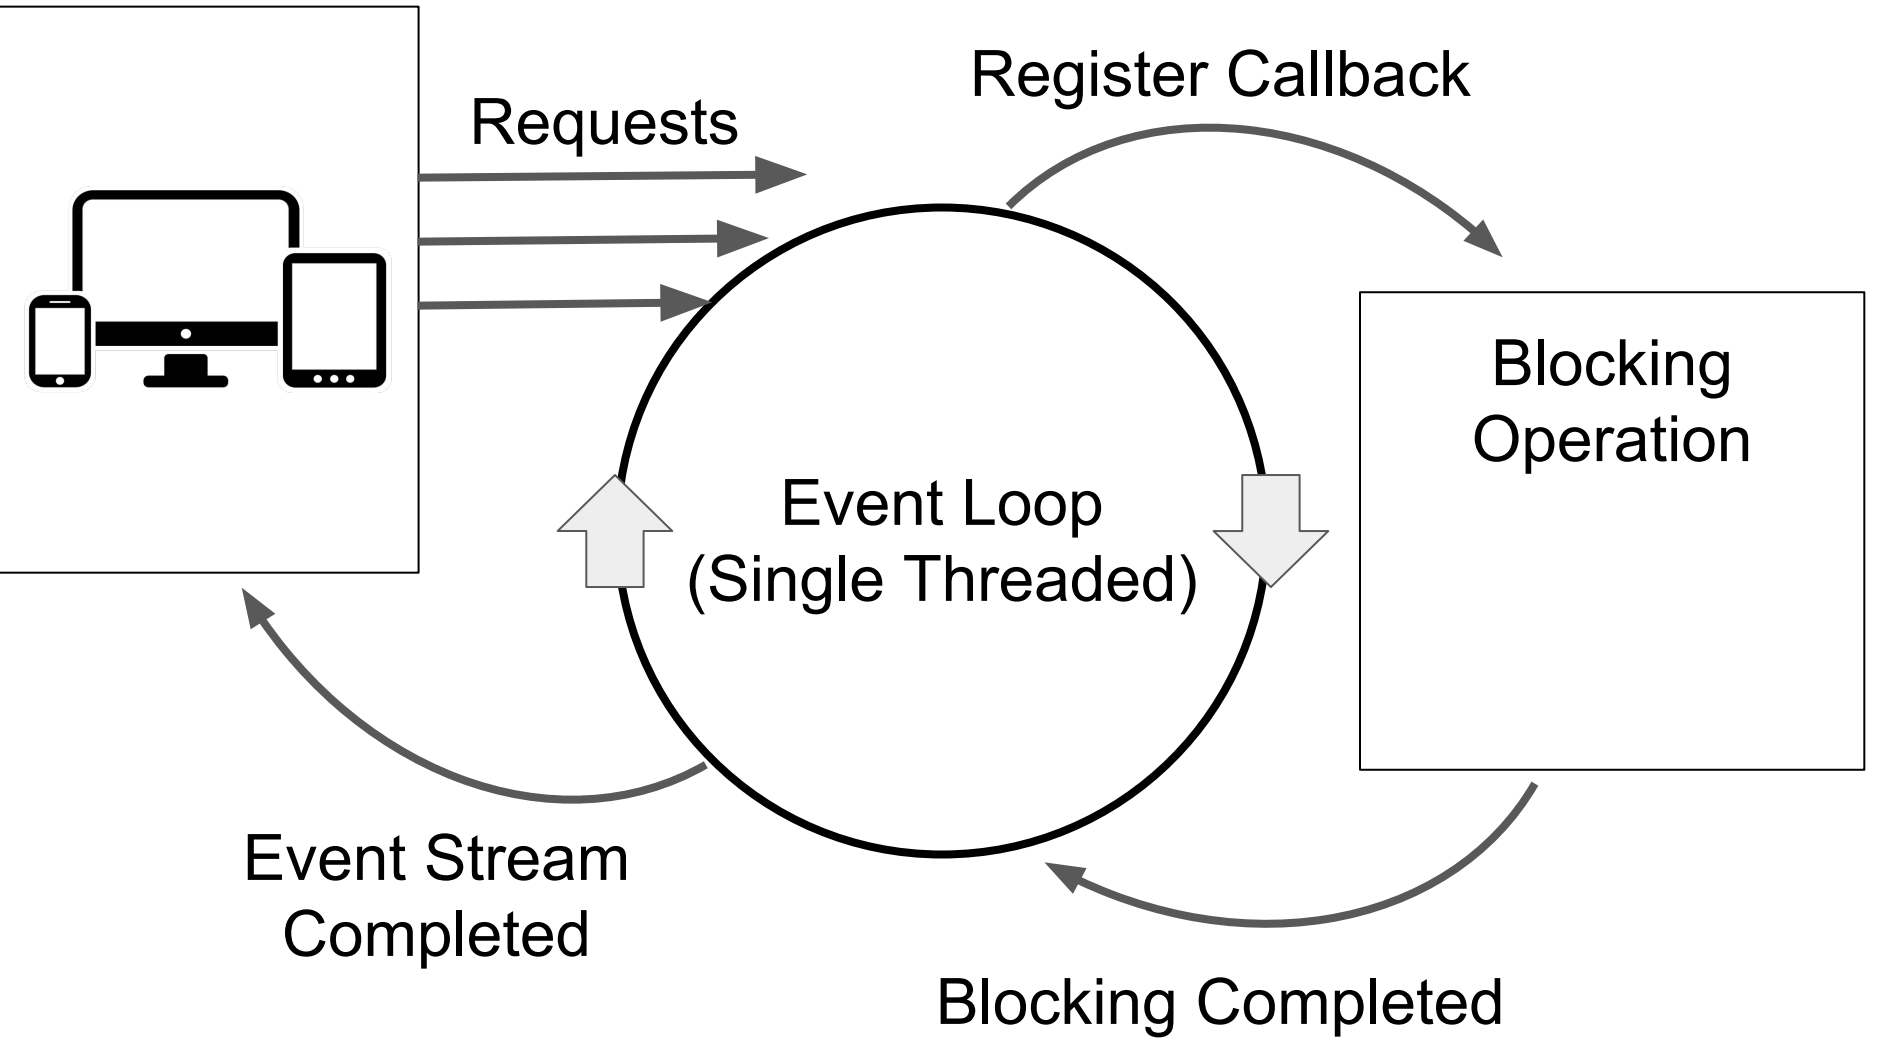 Requests
Register Callback
Blocking
Operation
Event Loop
(Single Threaded)
Event Stream
Completed
Blocking Completed